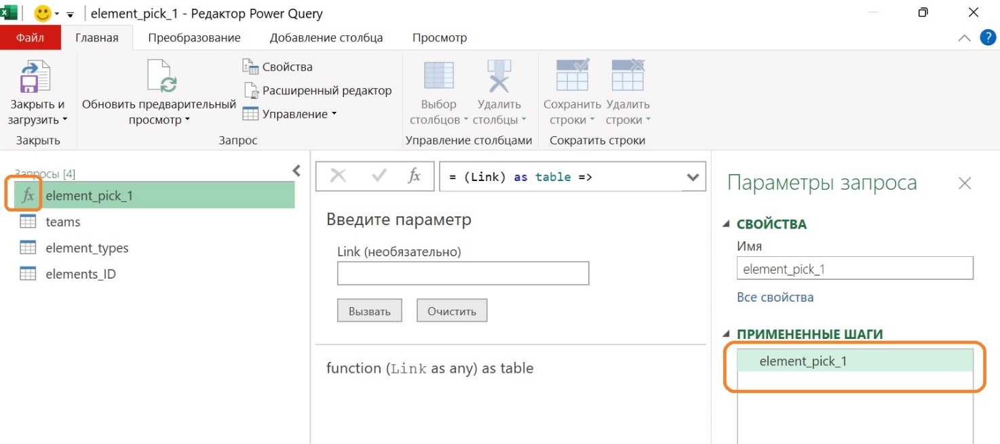 element_pick_1 - Редактор Power Query
Файл Главная Преобразование Добавление столбца Просмотр ?
Закрыть и загрузить
Обновить предварительный просмотр
Свойства
Расширенный редактор
Управление
Выбор столбцов
Удалить столбцы
Сохранить строки
Удалить строки
Закрыть Запрос Управление столбцами Сократить строки
Запросы [4]
fx element_pick_1
teams
element_types
elements_ID
fx = (Link) as table =>
Введите параметр
Link (необязательно)
Вызвать Очистить
function (Link as any) as table
Параметры запроса
СВОЙСТВА
Имя
element_pick_1
Все свойства
ПРИМЕНЕННЫЕ ШАГИ
element_pick_1